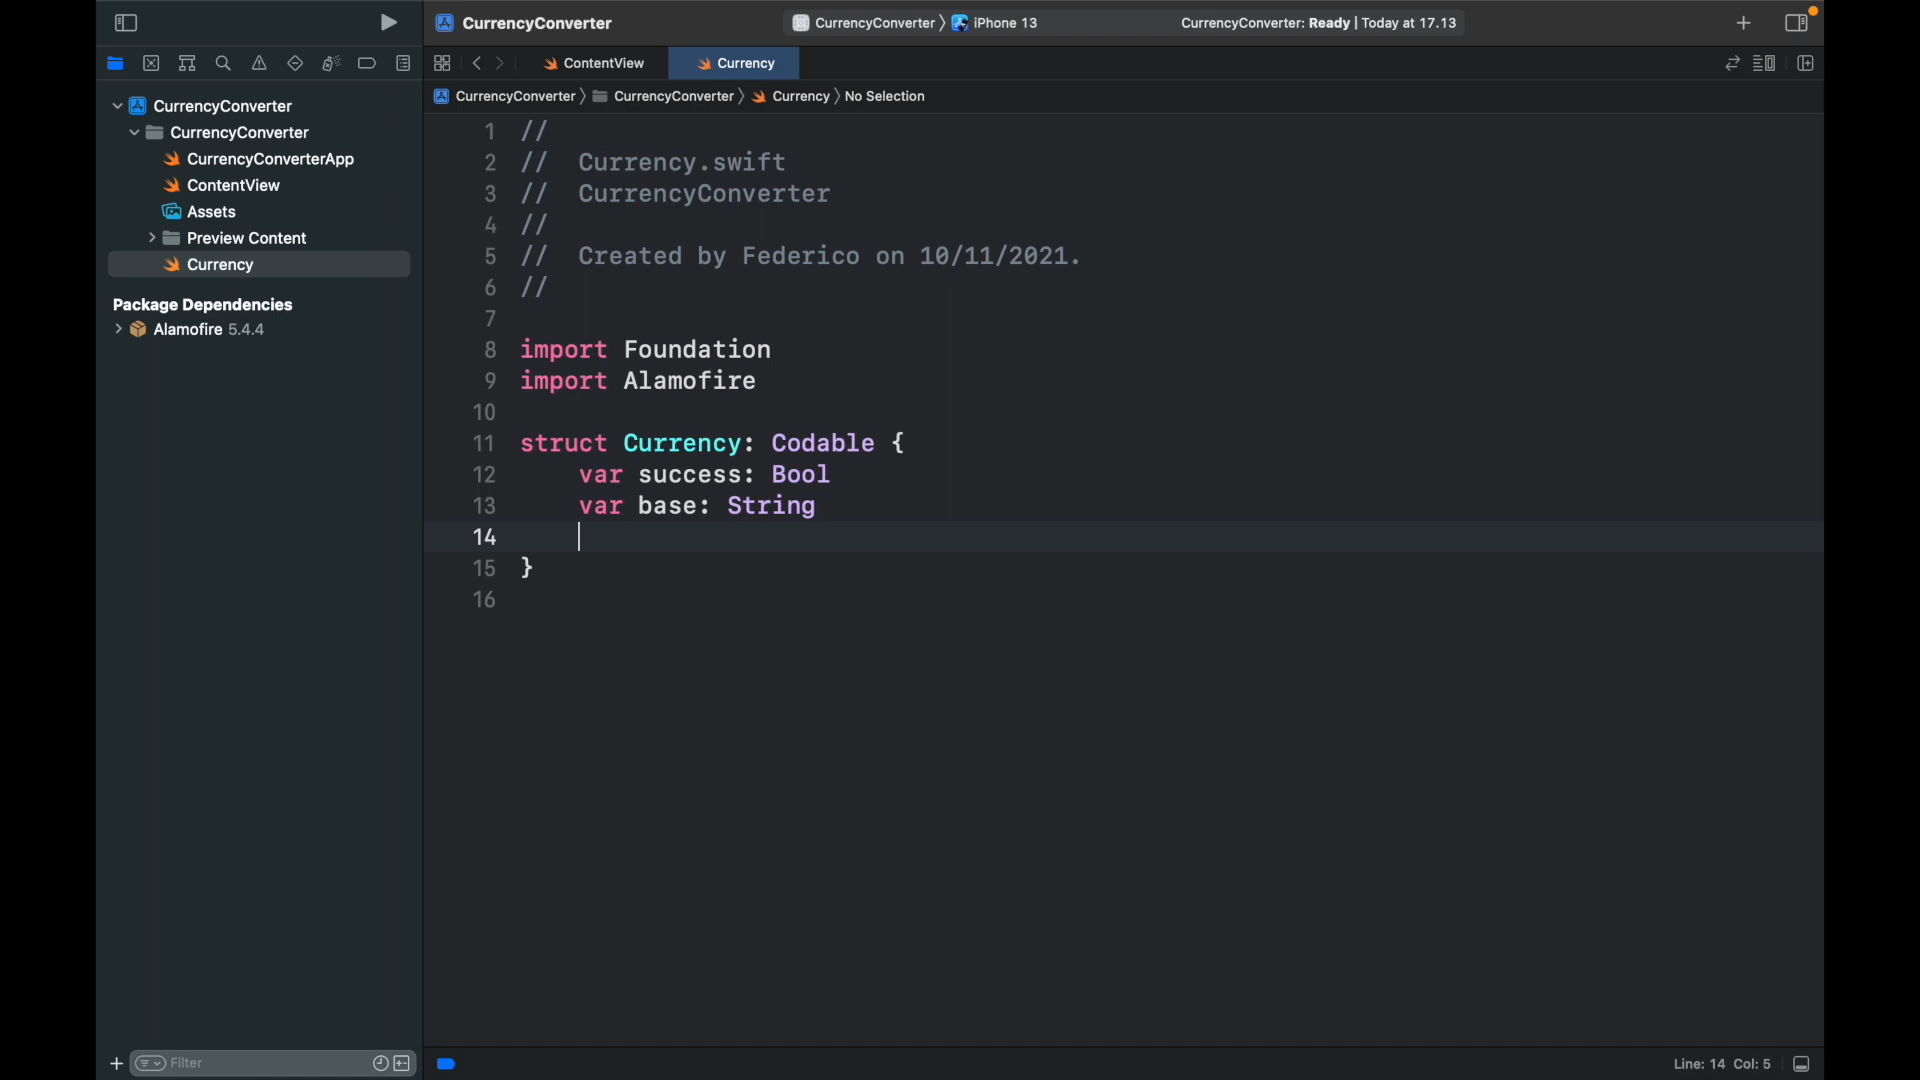 CurrencyConverter
CurrencyConverter 〉 iPhone 13
CurrencyConverter: Ready | Today at 17.13
ContentView
Currency
CurrencyConverter 〉 CurrencyConverter 〉 Currency 〉 No Selection
CurrencyConverter
CurrencyConverter
CurrencyConverterApp
ContentView
Assets
Preview Content
Currency
Package Dependencies
Alamofire 5.4.4
1 //
2 //  Currency.swift
3 //  CurrencyConverter
4 //
5 //  Created by Federico on 10/11/2021.
6 //
7
8 import Foundation
9 import Alamofire
10
11 struct Currency: Codable {
12     var success: Bool
13     var base: String
14
15 }
16
Filter
Line: 14 Col: 5